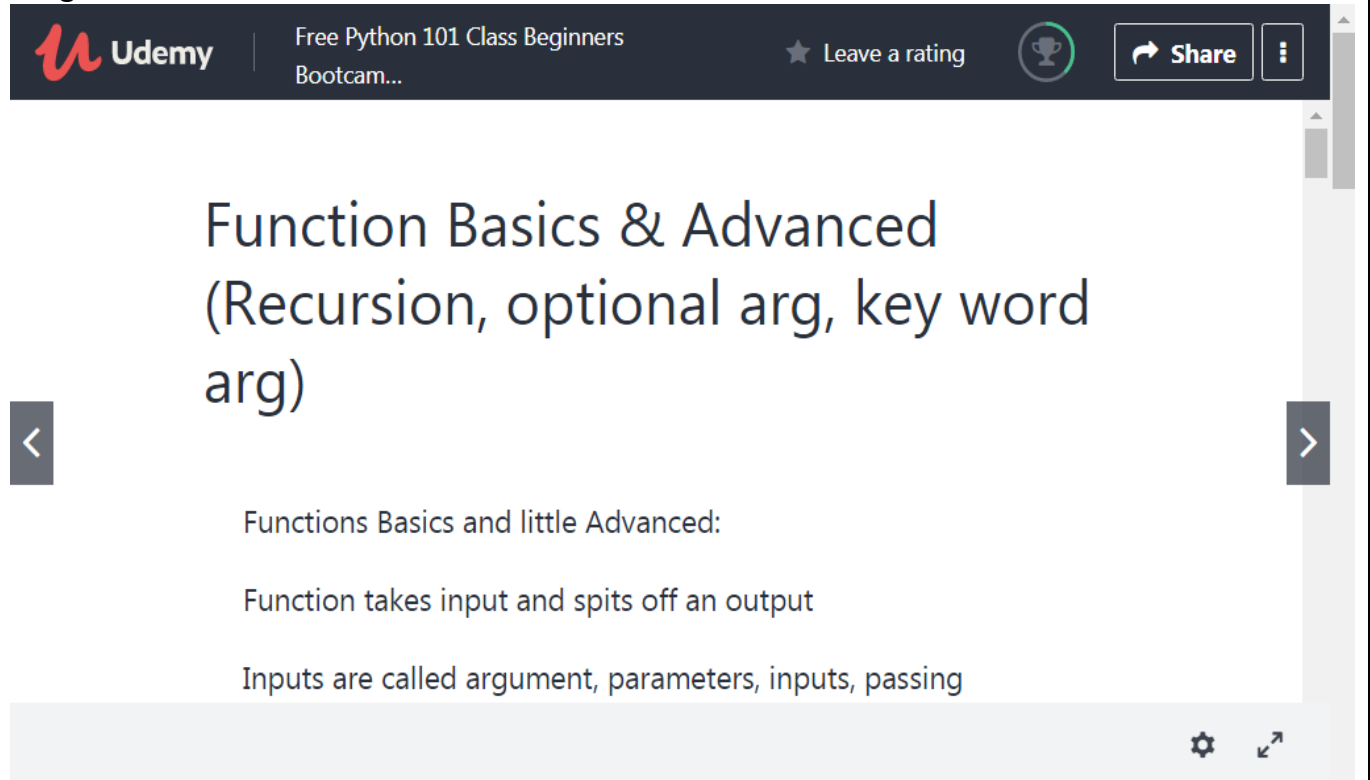 Udemy
Free Python 101 Class Beginners
Bootcam...
Leave a rating
Share
Function Basics & Advanced
(Recursion, optional arg, key word
arg)
Functions Basics and little Advanced:
Function takes input and spits off an output
Inputs are called argument, parameters, inputs, passing